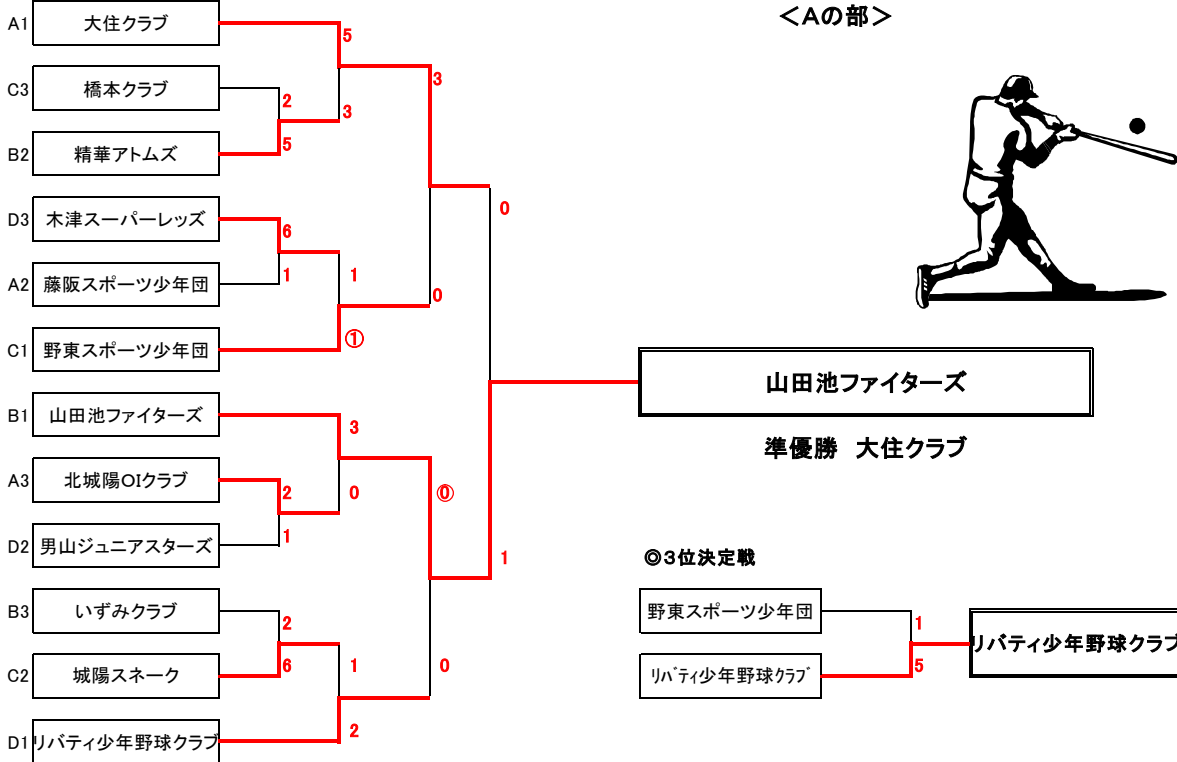 <Aの部>
A1 大住クラブ
5
3
C3 橋本クラブ
2
3
B2 精華アトムズ
5
0
D3 木津スーパーレッズ
6
A2 藤阪スポーツ少年団
1
1
0
C1 野東スポーツ少年団
①
山田池ファイターズ
B1 山田池ファイターズ
3
準優勝 大住クラブ
A3 北城陽OIクラブ
2
0
⓪
D2 男山ジュニアスターズ
1
1
◎3位決定戦
B3 いずみクラブ
2
野東スポーツ少年団
1
C2 城陽スネーク
6
1
0
リバティ少年野球クラブ
5
リバティ少年野球クラブ
D1 リバティ少年野球クラブ
2